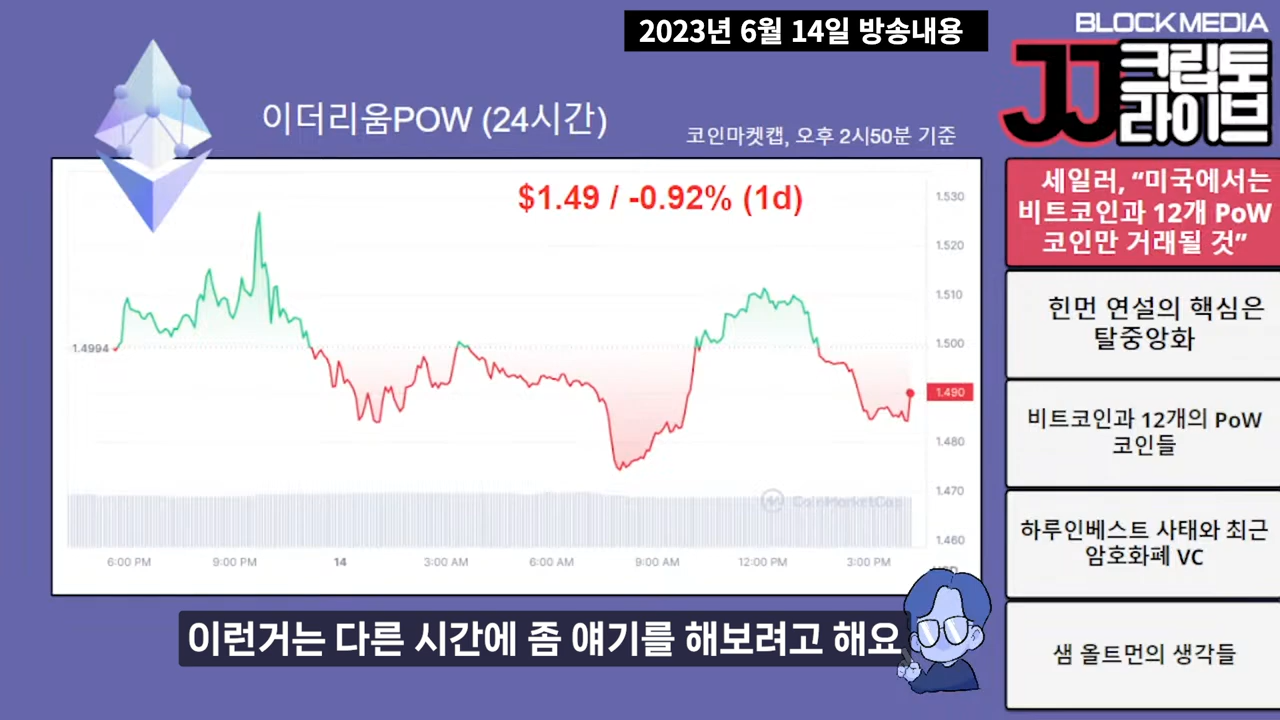 2023년 6월 14일 방송내용
BLOCKMEDIA
JJ 크립토
라이브
이더리움POW (24시간)
코인마켓캡, 오후 2시50분 기준
$1.49 / -0.92% (1d)
1.530
1.520
1.510
1.500
1.4994
1.490
1.480
1.470
1.460
CoinMarketCap
6:00 PM
9:00 PM
14
3:00 AM
6:00 AM
9:00 AM
12:00 PM
3:00 PM
USD
세일러, “미국에서는
비트코인과 12개 PoW
코인만 거래될 것”
힌먼 연설의 핵심은
탈중앙화
비트코인과 12개의 PoW
코인들
하루인베스트 사태와 최근
암호화폐 VC
샘 올트먼의 생각들
이런거는 다른 시간에 좀 얘기를 해보려고 해요